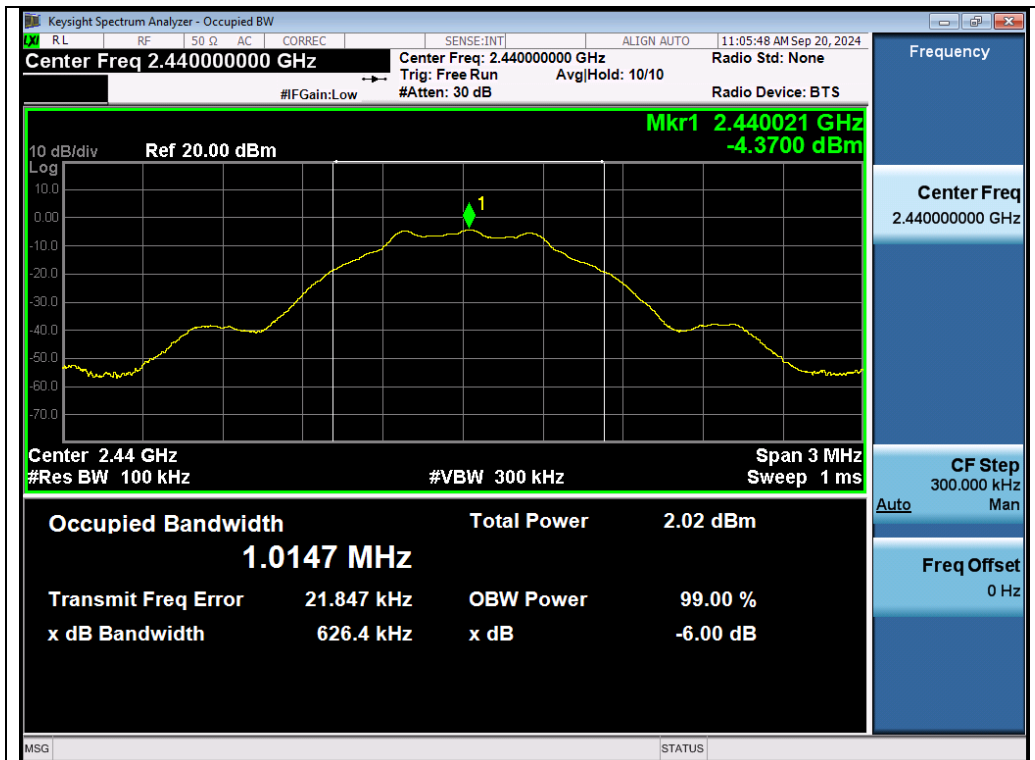 Keysight Spectrum Analyzer - Occupied BW
LXI RL RF 50 Ω AC CORREC SENSE:INT ALIGN AUTO 11:05:48 AM Sep 20, 2024
Center Freq 2.440000000 GHz
Center Freq: 2.440000000 GHz Radio Std: None
Trig: Free Run Avg|Hold: 10/10
#IFGain:Low #Atten: 30 dB Radio Device: BTS
Mkr1 2.440021 GHz
-4.3700 dBm
10 dB/div Ref 20.00 dBm
Log
10.0
0.00
-10.0
-20.0
-30.0
-40.0
-50.0
-60.0
-70.0
1
Center 2.44 GHz Span 3 MHz
#Res BW 100 kHz #VBW 300 kHz Sweep 1 ms
Occupied Bandwidth Total Power 2.02 dBm
1.0147 MHz
Transmit Freq Error 21.847 kHz OBW Power 99.00 %
x dB Bandwidth 626.4 kHz x dB -6.00 dB
Frequency
Center Freq
2.440000000 GHz
CF Step
300.000 kHz
Auto Man
Freq Offset
0 Hz
MSG STATUS